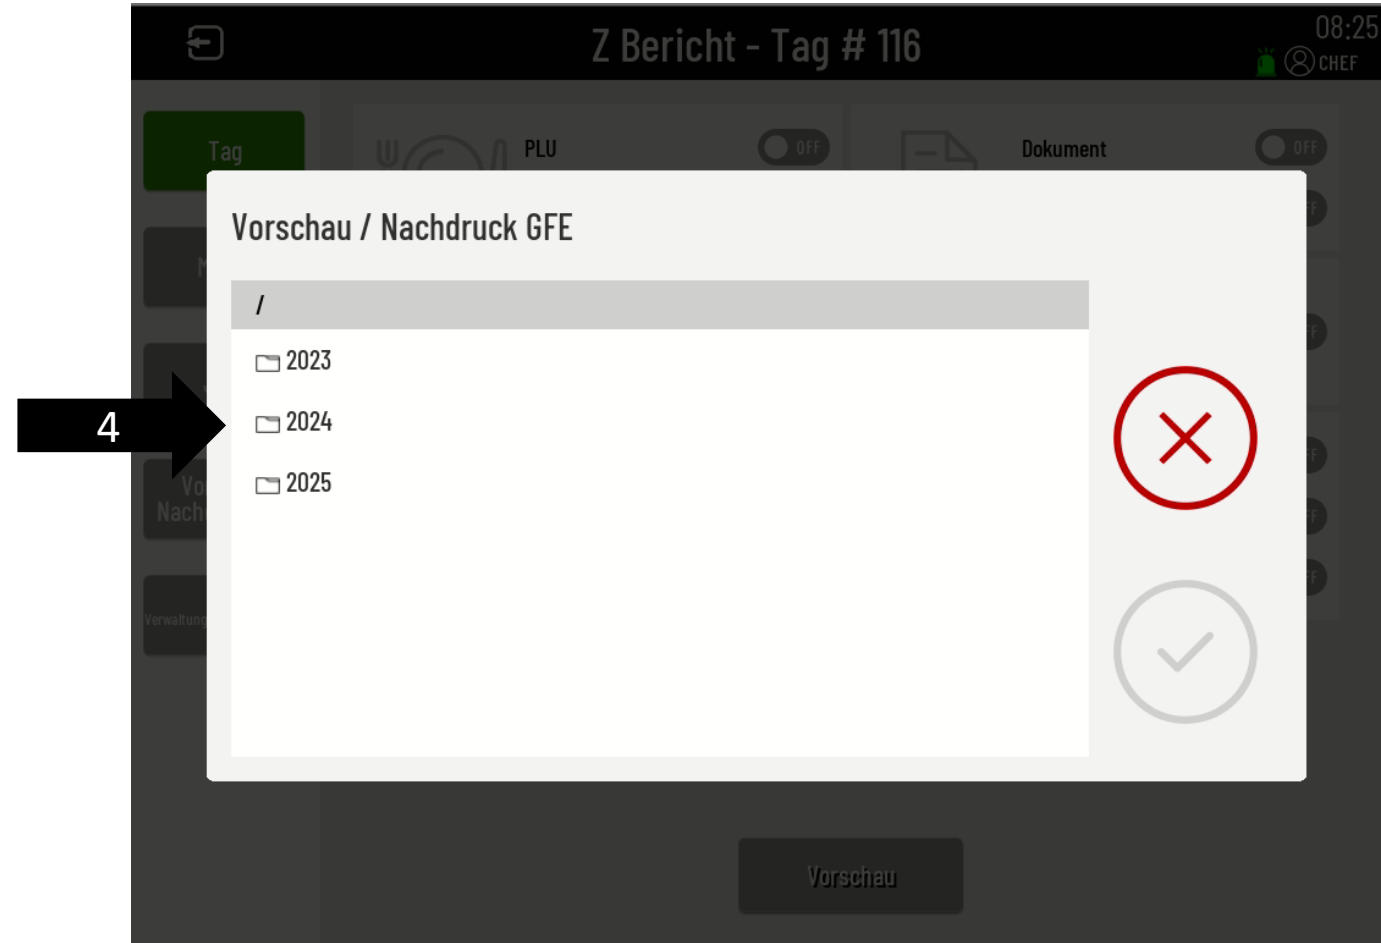 08:25
Z Bericht - Tag # 116
CHEF
Tag
PLU
OFF
Dokument
OFF
Vorschau / Nachdruck GFE
/
2023
2024
4
2025
Vorschau